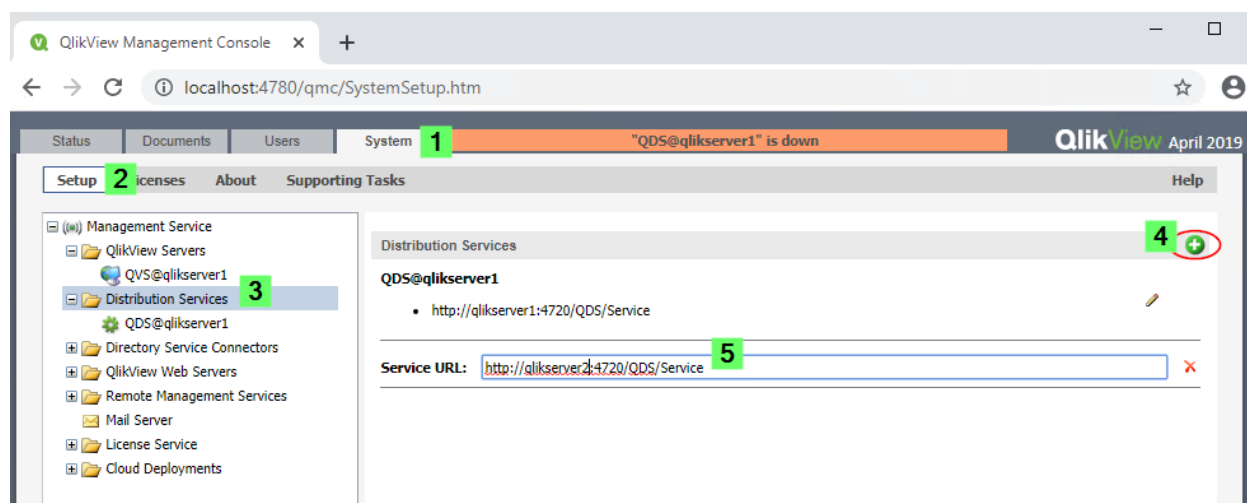 QlikView Management Console
localhost:4780/qmc/SystemSetup.htm
Status Documents Users System 1 "QDS@qlikserver1" is down QlikView April 2019
Setup 2 icenses About Supporting Tasks Help
Management Service
QlikView Servers
QVS@qlikserver1
Distribution Services 3
QDS@qlikserver1
Directory Service Connectors
QlikView Web Servers
Remote Management Services
Mail Server
License Service
Cloud Deployments
Distribution Services 4
QDS@qlikserver1
• http://qlikserver1:4720/QDS/Service
Service URL: http://qlikserver2:4720/QDS/Service 5